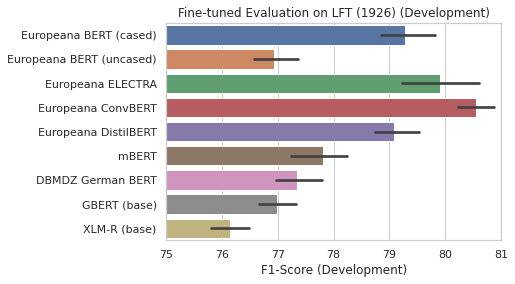 Fine-tuned Evaluation on LFT (1926) (Development)
Europeana BERT (cased)
Europeana BERT (uncased)
Europeana ELECTRA
Europeana ConvBERT
Europeana DistilBERT
mBERT
DBMDZ German BERT
GBERT (base)
XLM-R (base)
75 76 77 78 79 80 81
F1-Score (Development)